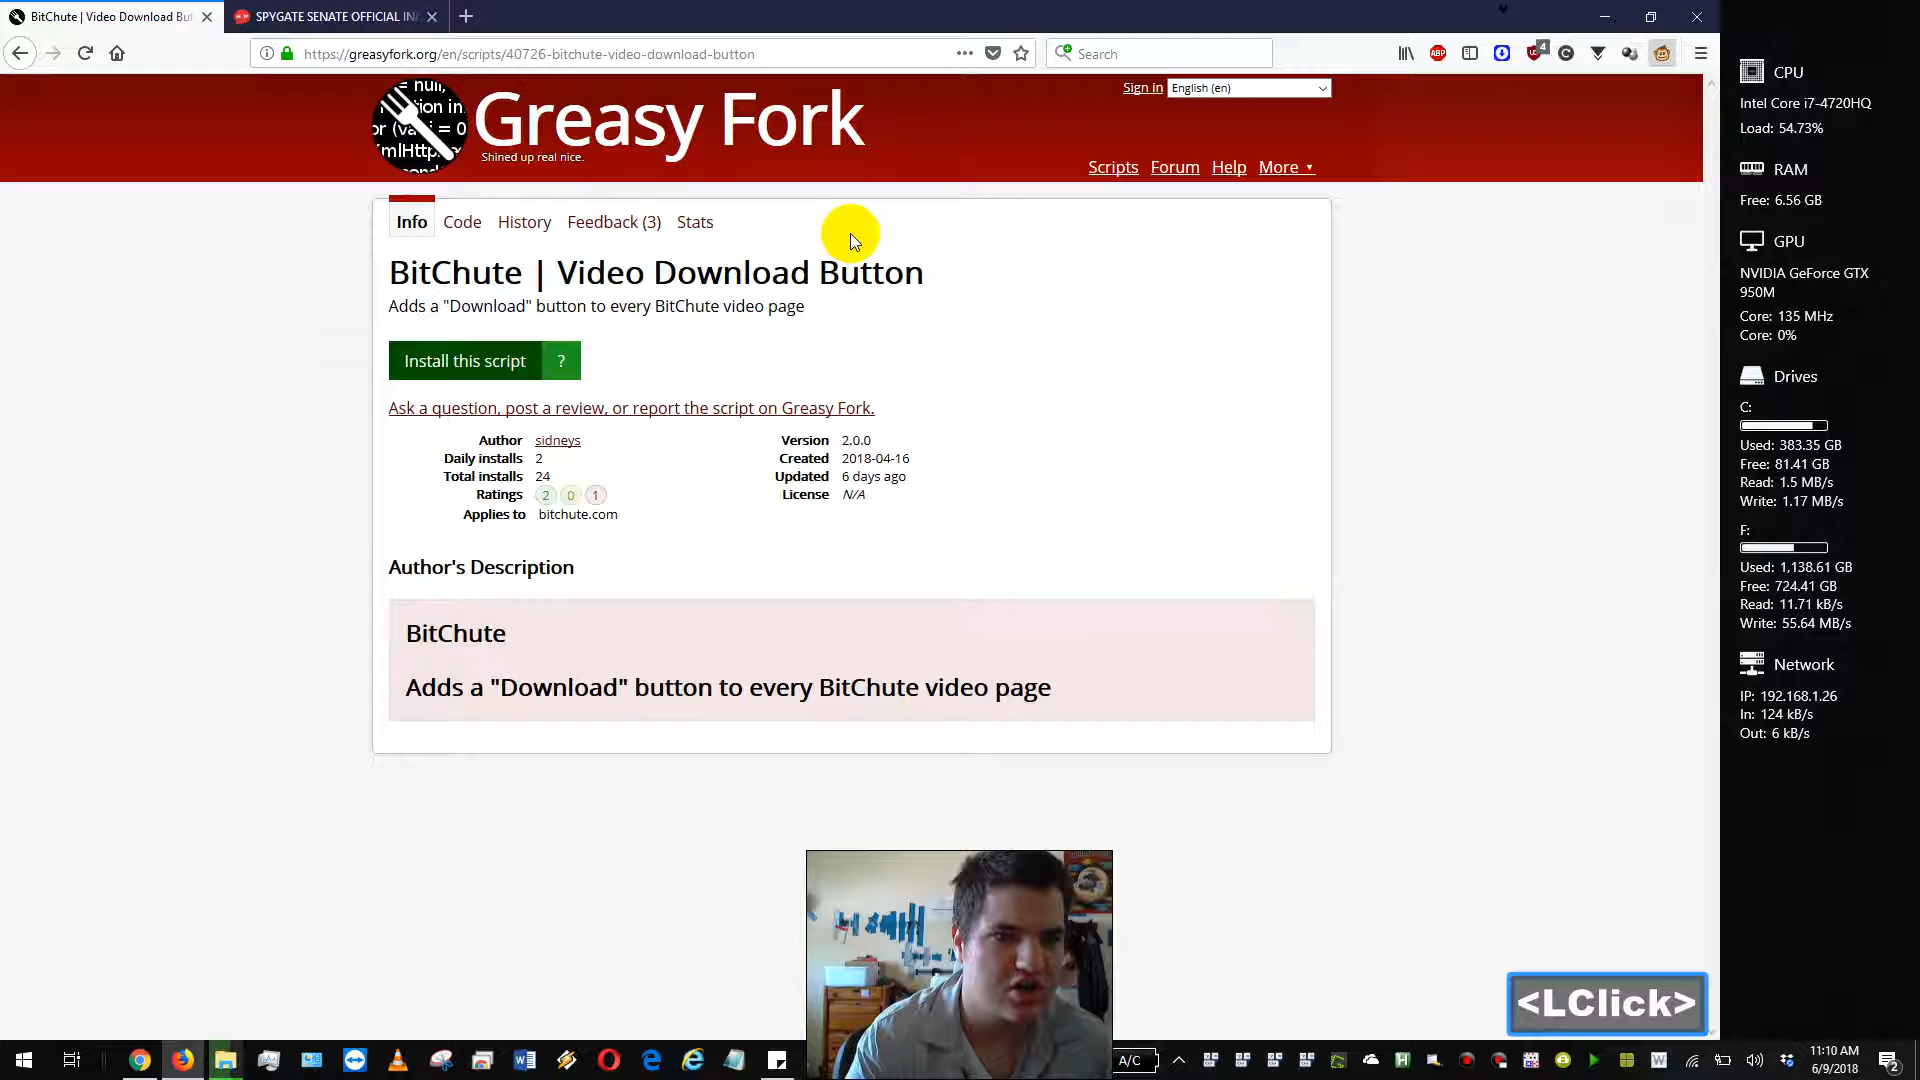 BitChute | Video Download But
SPYGATE SENATE OFFICIAL IN
https://greasyfork.org/en/scripts/40726-bitchute-video-download-button
Search
ABP
4
Greasy Fork
Shined up real nice.
Sign in
English (en)
Scripts
Forum
Help
More
Info
Code
History
Feedback (3)
Stats
BitChute | Video Download Button
Adds a "Download" button to every BitChute video page
Install this script
?
Ask a question, post a review, or report the script on Greasy Fork.
Author sidneys
Daily installs 2
Total installs 24
Ratings 2 0 1
Applies to bitchute.com
Version 2.0.0
Created 2018-04-16
Updated 6 days ago
License N/A
Author's Description
BitChute
Adds a "Download" button to every BitChute video page
CPU
Intel Core i7-4720HQ
Load: 54.73%
RAM
Free: 6.56 GB
GPU
NVIDIA GeForce GTX
950M
Core: 135 MHz
Core: 0%
Drives
C:
Used: 383.35 GB
Free: 81.41 GB
Read: 1.5 MB/s
Write: 1.17 MB/s
F:
Used: 1,138.61 GB
Free: 724.41 GB
Read: 11.71 kB/s
Write: 55.64 MB/s
Network
IP: 192.168.1.26
In: 124 kB/s
Out: 6 kB/s
<LClick>
A/C
11:10 AM
6/9/2018
2